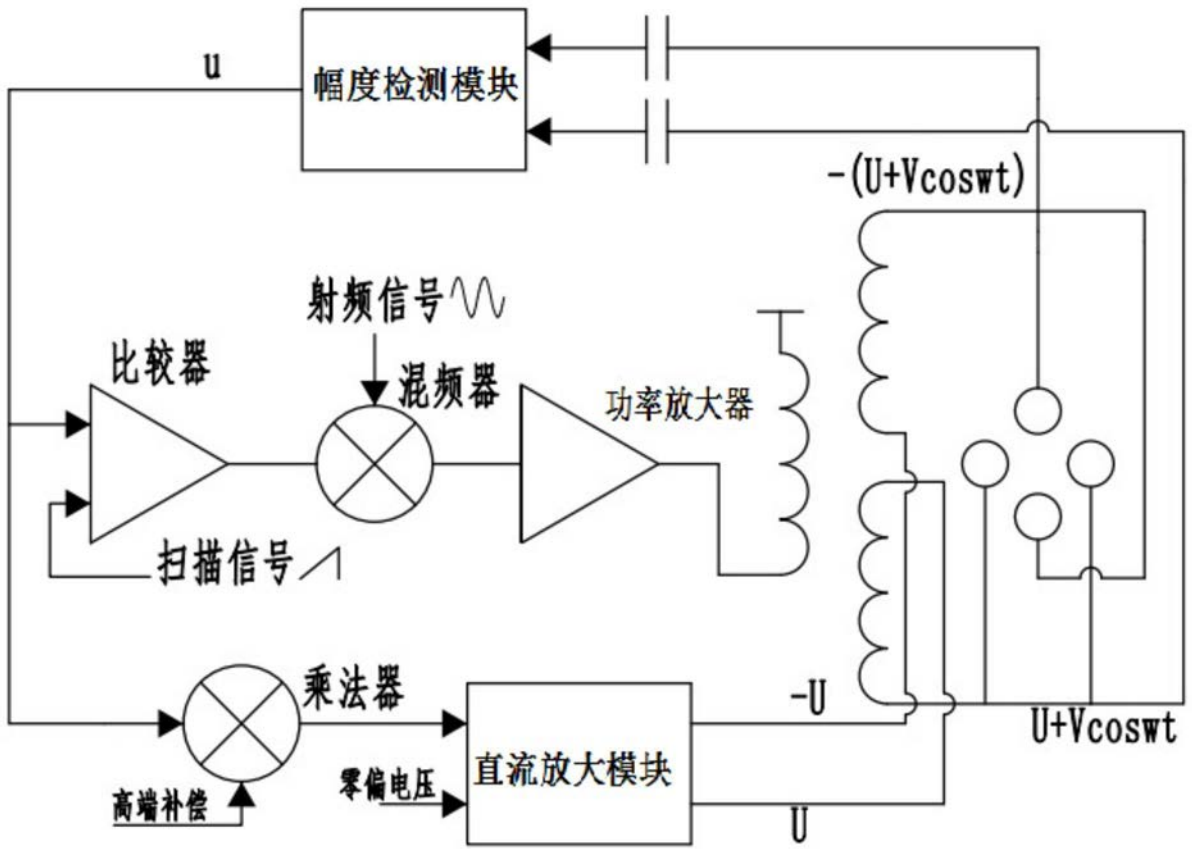 u
幅度检测模块
-(U+Vcoswt)
射频信号
比较器
混频器
功率放大器
扫描信号
乘法器
-U
U+Vcoswt
直流放大模块
零偏电压
高端补偿
U